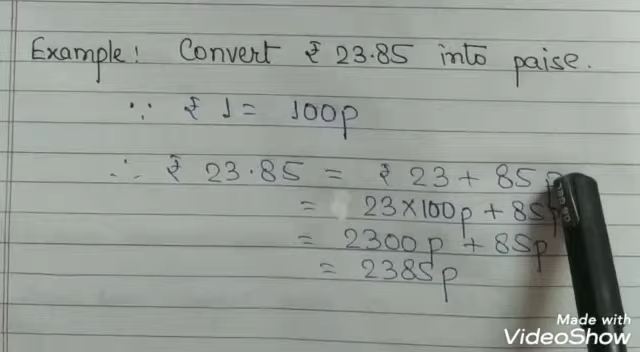 Example: Convert ₹ 23.85 into paise.
∵ ₹ 1 = 100p
∴ ₹ 23.85 = ₹ 23 + 85 p
= 23×100p + 85p
= 2300p + 85p
= 2385p
Made with
VideoShow